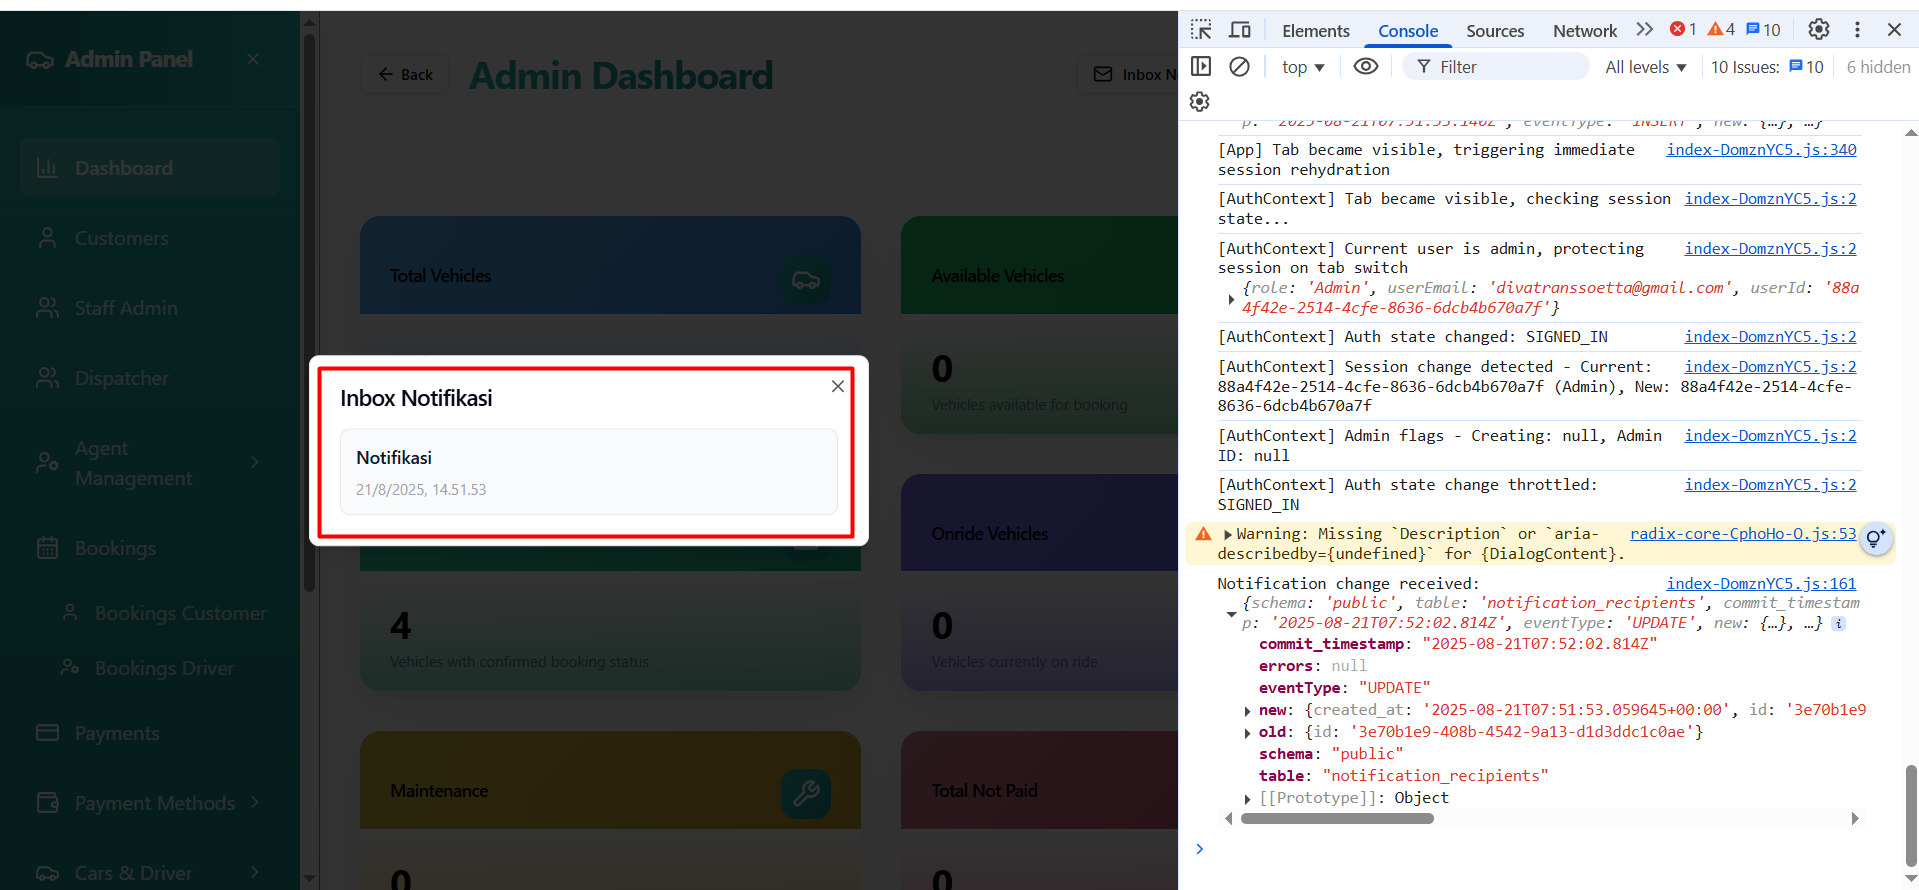 Admin Panel
Dashboard
Customers
Staff Admin
Dispatcher
Agent
Management
Bookings
Bookings Customer
Bookings Driver
Payments
Payment Methods
Cars & Driver
Back
Admin Dashboard
Inbox N
Total Vehicles
Available Vehicles
0
Vehicles available for booking
Inbox Notifikasi
Notifikasi
21/8/2025, 14.51.53
Onride Vehicles
4
Vehicles with confirmed booking status
0
Vehicles currently on ride
Maintenance
Total Not Paid
0
0
Elements
Console
Sources
Network
1
4
10
top
Filter
All levels
10 Issues:
10
6 hidden
p: '2025-08-21T07:51:53.140Z', eventType: 'INSERT', new: {…}, …}
[App] Tab became visible, triggering immediate index-DomznYC5.js:340
session rehydration
[AuthContext] Tab became visible, checking session index-DomznYC5.js:2
state...
[AuthContext] Current user is admin, protecting index-DomznYC5.js:2
session on tab switch
{role: 'Admin', userEmail: 'divatranssoetta@gmail.com', userId: '88a
4f42e-2514-4cfe-8636-6dcb4b670a7f'}
[AuthContext] Auth state changed: SIGNED_IN index-DomznYC5.js:2
[AuthContext] Session change detected - Current: index-DomznYC5.js:2
88a4f42e-2514-4cfe-8636-6dcb4b670a7f (Admin), New: 88a4f42e-2514-4cfe-
8636-6dcb4b670a7f
[AuthContext] Admin flags - Creating: null, Admin index-DomznYC5.js:2
ID: null
[AuthContext] Auth state change throttled: index-DomznYC5.js:2
SIGNED_IN
Warning: Missing `Description` or `aria- radix-core-CphoHo-O.js:53
describedby={undefined}` for {DialogContent}.
Notification change received: index-DomznYC5.js:161
{schema: 'public', table: 'notification_recipients', commit_timestam
p: '2025-08-21T07:52:02.814Z', eventType: 'UPDATE', new: {…}, …}
commit_timestamp: "2025-08-21T07:52:02.814Z"
errors: null
eventType: "UPDATE"
new: {created_at: '2025-08-21T07:51:53.059645+00:00', id: '3e70b1e9
old: {id: '3e70b1e9-408b-4542-9a13-d1d3ddc1c0ae'}
schema: "public"
table: "notification_recipients"
[[Prototype]]: Object